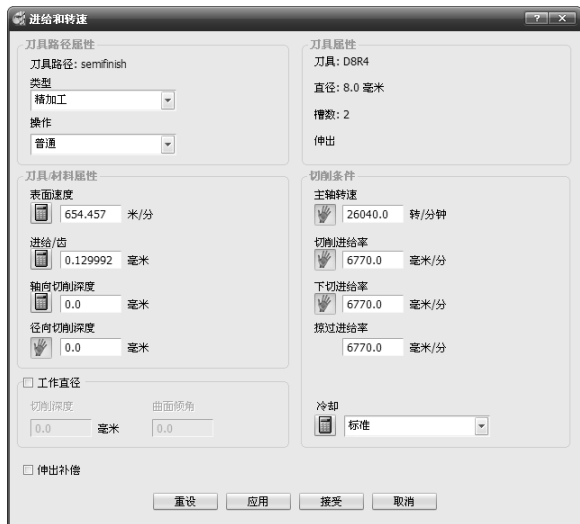 进给和转速
刀具路径属性
刀具路径: semifinish
类型
精加工
操作
普通
刀具属性
刀具: D8R4
直径: 8.0 毫米
槽数: 2
伸出
刀具/材料属性
表面速度
654.457 米/分
进给/齿
0.129992 毫米
轴向切削深度
0.0 毫米
径向切削深度
0.0 毫米
切削条件
主轴转速
26040.0 转/分钟
切削进给率
6770.0 毫米/分
下切进给率
6770.0 毫米/分
掠过进给率
6770.0 毫米/分
工作直径
切削深度 曲面倾角
0.0 毫米 0.0
冷却
标准
伸出补偿
重设 应用 接受 取消